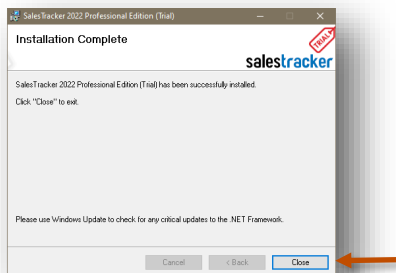 SalesTracker 2022 Professional Edition (Trial)
Installation Complete
TRIAL
salestracker
SalesTracker 2022 Professional Edition (Trial) has been successfully installed.
Click "Close" to exit.
Please use Windows Update to check for any critical updates to the .NET Framework.
Cancel
< Back
Close